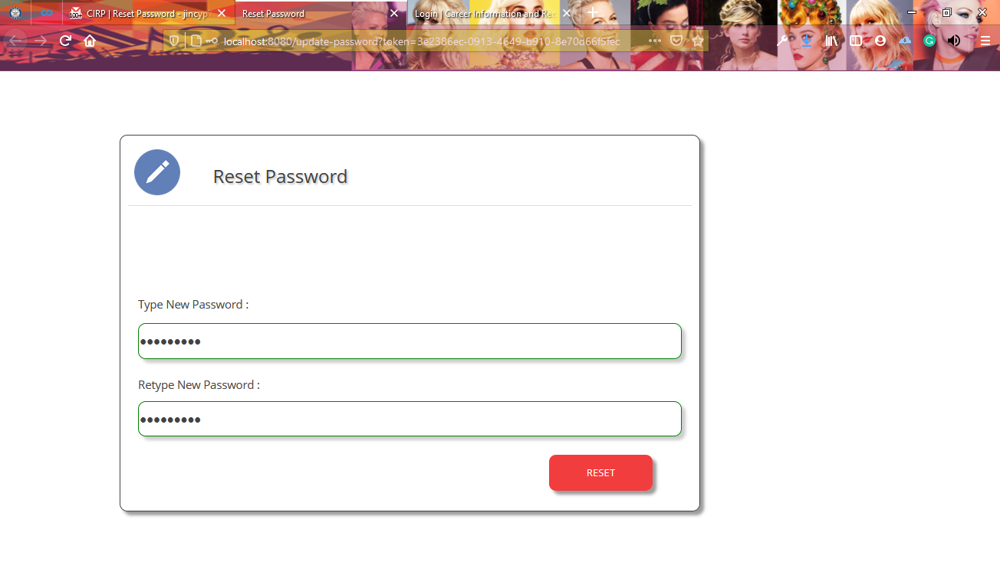 CIRP | Reset Password - jincyp
Reset Password
Login | Career Information and Rec
localhost:8080/update-password?token=3e2386ec-0913-4649-b910-8e70d66f5fec
Reset Password
Type New Password :
●●●●●●●●●
Retype New Password :
●●●●●●●●●
RESET